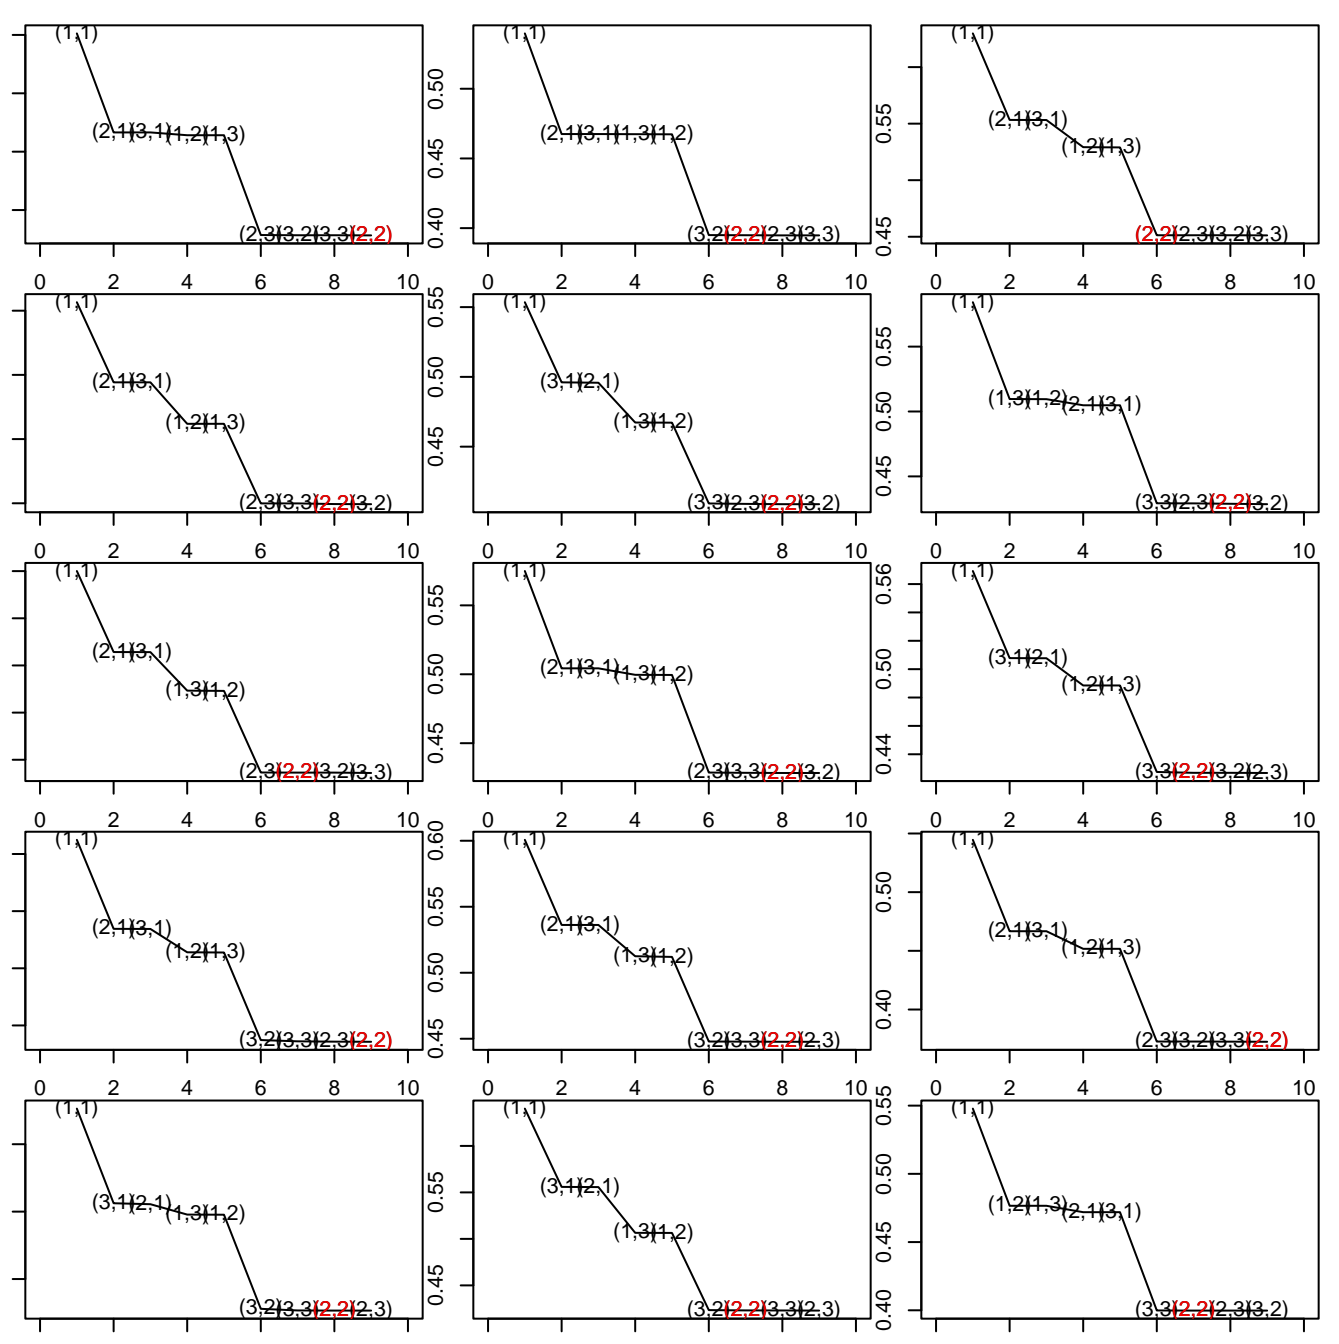 (1,1) (2,1) (3,1) (1,2) (1,3) (2,3) (3,2) (3,3) (2,2)
0.40 0.45 0.50
(1,1) (2,1) (3,1) (1,3) (1,2) (3,2) (2,2) (2,3) (3,3)
0.45 0.55
(1,1) (2,1) (3,1) (1,2) (1,3) (2,2) (2,3) (3,2) (3,3)
0 2 4 6 8 10
0 2 4 6 8 10
0 2 4 6 8 10
(1,1) (2,1) (3,1) (1,2) (1,3) (2,3) (3,3) (2,2) (3,2)
0.45 0.50 0.55
(1,1) (3,1) (2,1) (1,3) (1,2) (3,3) (2,3) (2,2) (3,2)
0.45 0.50 0.55
(1,1) (1,3) (1,2) (2,1) (3,1) (3,3) (2,3) (2,2) (3,2)
0 2 4 6 8 10
0 2 4 6 8 10
0 2 4 6 8 10
(1,1) (2,1) (3,1) (1,3) (1,2) (2,3) (2,2) (3,2) (3,3)
0.45 0.50 0.55
(1,1) (2,1) (3,1) (1,3) (1,2) (2,3) (3,3) (2,2) (3,2)
0.44 0.50 0.56
(1,1) (3,1) (2,1) (1,2) (1,3) (3,3) (2,2) (3,2) (2,3)
0 2 4 6 8 10
0 2 4 6 8 10
0 2 4 6 8 10
(1,1) (2,1) (3,1) (1,2) (1,3) (3,2) (3,3) (2,3) (2,2)
0.45 0.50 0.55 0.60
(1,1) (2,1) (3,1) (1,3) (1,2) (3,2) (3,3) (2,2) (2,3)
0.40 0.50
(1,1) (2,1) (3,1) (1,2) (1,3) (2,3) (3,2) (3,3) (2,2)
0 2 4 6 8 10
0 2 4 6 8 10
0 2 4 6 8 10
(1,1) (3,1) (2,1) (1,3) (1,2) (3,2) (3,3) (2,2) (2,3)
0.45 0.55
(1,1) (3,1) (2,1) (1,3) (1,2) (3,2) (2,2) (3,3) (2,3)
0.40 0.45 0.50 0.55
(1,1) (1,2) (1,3) (2,1) (3,1) (3,3) (2,2) (2,3) (3,2)